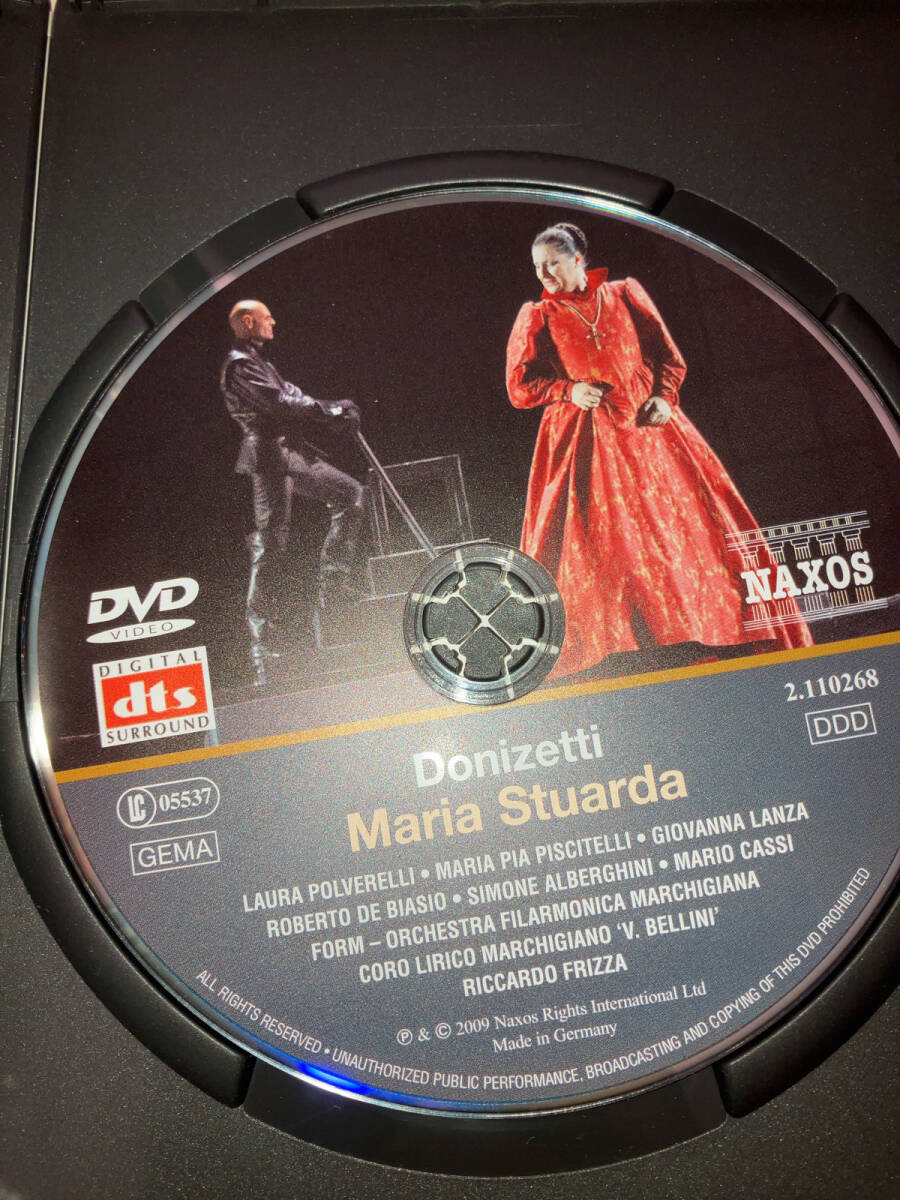 NAXOS
DVD
VIDEO
DIGITAL
dts
SURROUND
2.110268
DDD
LC 05537
GEMA
Donizetti
Maria Stuarda
LAURA POLVERELLI • MARIA PIA PISCITELLI • GIOVANNA LANZA
ROBERTO DE BIASIO • SIMONE ALBERGHINI • MARIO CASSI
FORM – ORCHESTRA FILARMONICA MARCHIGIANA
CORO LIRICO MARCHIGIANO 'V. BELLINI'
RICCARDO FRIZZA
℗ & © 2009 Naxos Rights International Ltd
Made in Germany
ALL RIGHTS RESERVED • UNAUTHORIZED PUBLIC PERFORMANCE, BROADCASTING AND COPYING OF THIS DVD PROHIBITED